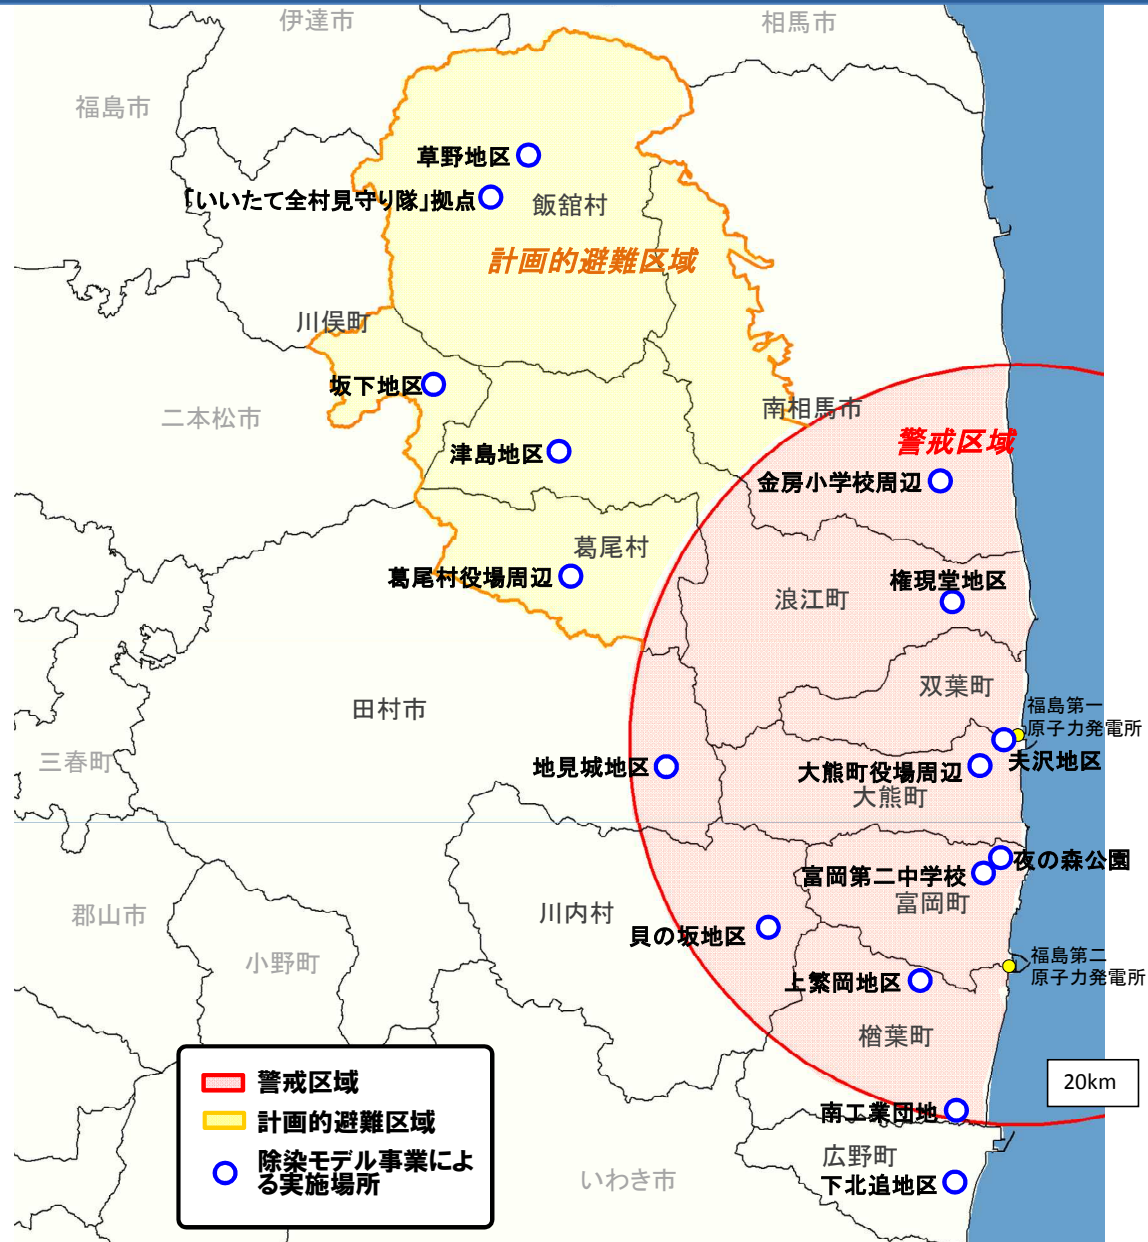 伊達市
相馬市
福島市
草野地区
「いいたて全村見守り隊」拠点
飯舘村
計画的避難区域
川俣町
坂下地区
二本松市
南相馬市
警戒区域
津島地区
金房小学校周辺
葛尾村
葛尾村役場周辺
権現堂地区
浪江町
双葉町
田村市
福島第一
原子力発電所
三春町
地見城地区
夫沢地区
大熊町役場周辺
大熊町
夜の森公園
富岡第二中学校
富岡町
郡山市
川内村
貝の坂地区
小野町
福島第二
原子力発電所
上繁岡地区
楢葉町
警戒区域
計画的避難区域
除染モデル事業によ
る実施場所
20km
南工業団地
広野町
いわき市
下北迫地区